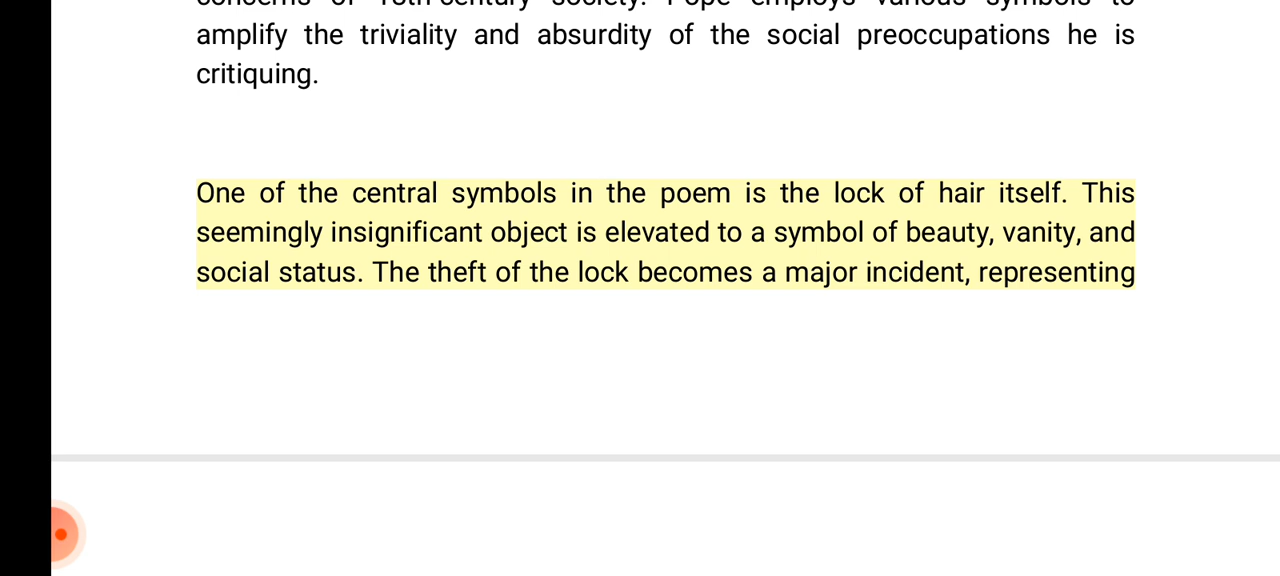 amplify the triviality and absurdity of the social preoccupations he is
critiquing.
One of the central symbols in the poem is the lock of hair itself. This
seemingly insignificant object is elevated to a symbol of beauty, vanity, and
social status. The theft of the lock becomes a major incident, representing